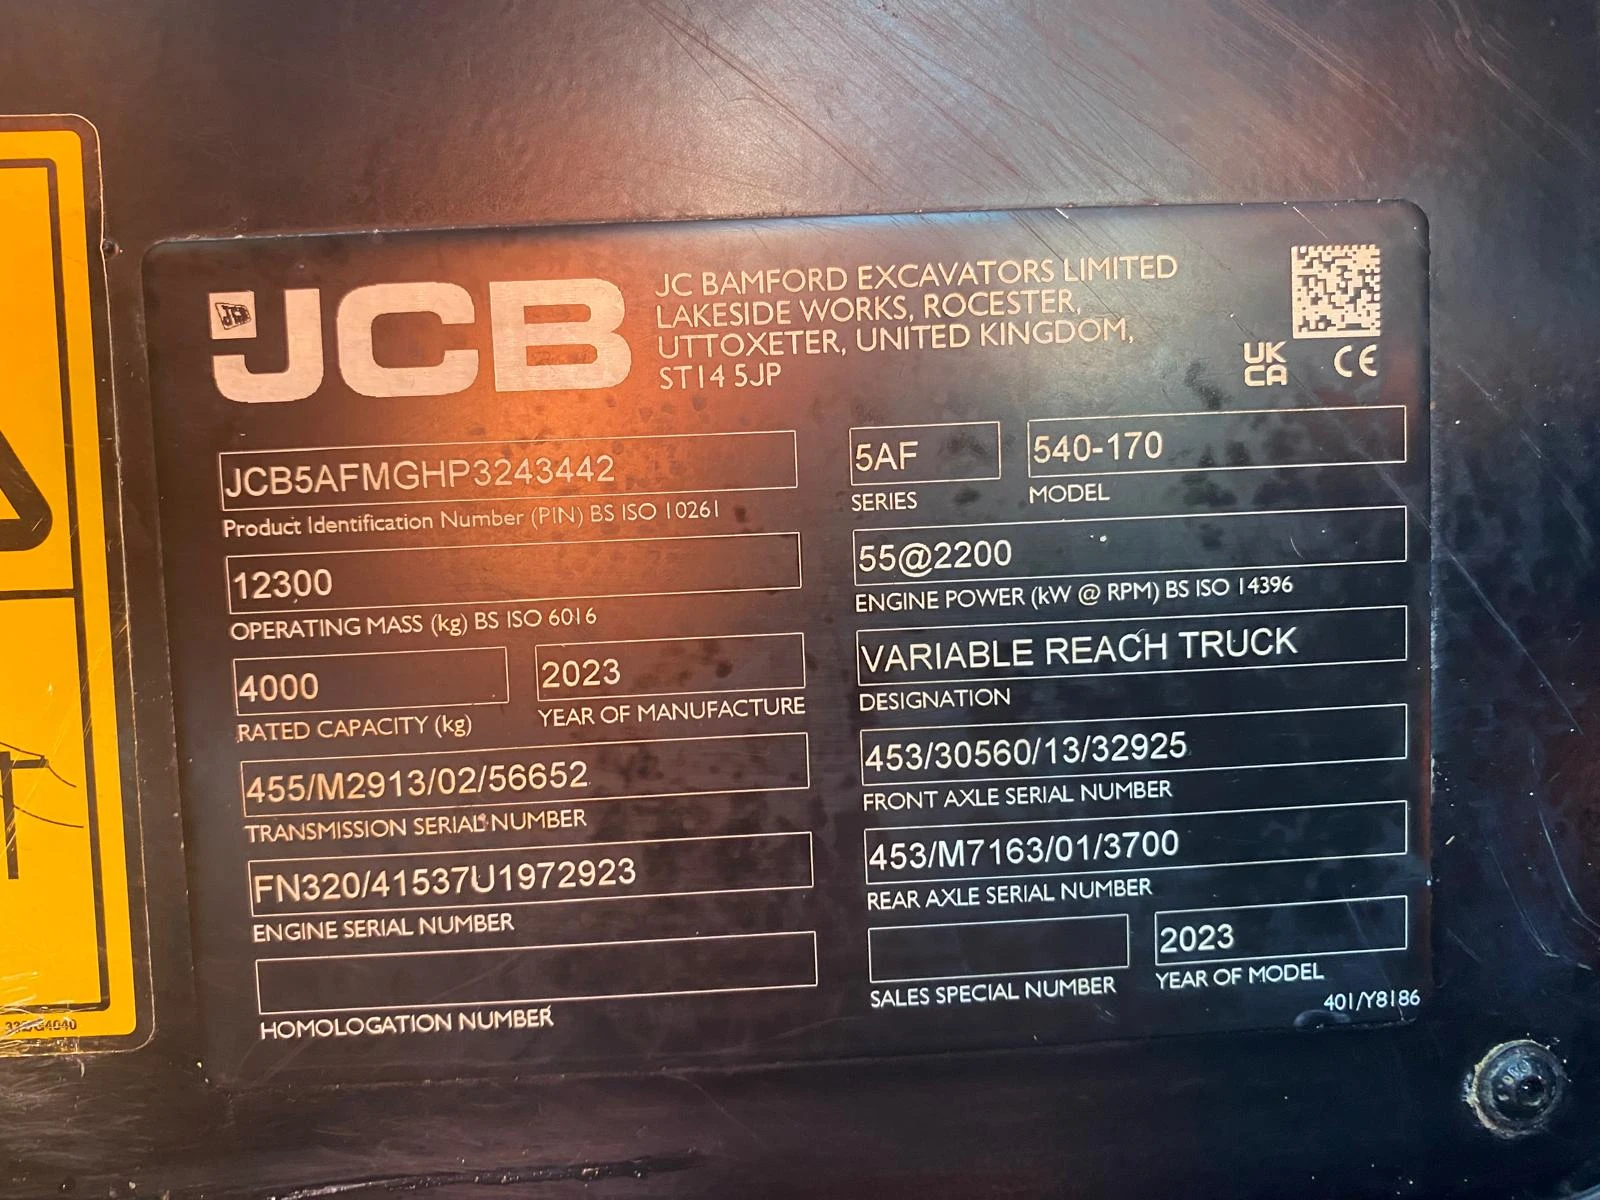 JCB
JC BAMFORD EXCAVATORS LIMITED
LAKESIDE WORKS, ROCESTER,
UTTOXETER, UNITED KINGDOM,
ST14 5JP
UK
CA
CE
JCB5AFMGHP3243442
Product Identification Number (PIN) BS ISO 10261
5AF
SERIES
540-170
MODEL
12300
OPERATING MASS (kg) BS ISO 6016
55@2200
ENGINE POWER (kW @ RPM) BS ISO 14396
4000
RATED CAPACITY (kg)
2023
YEAR OF MANUFACTURE
VARIABLE REACH TRUCK
DESIGNATION
455/M2913/02/56652
TRANSMISSION SERIAL NUMBER
453/30560/13/32925
FRONT AXLE SERIAL NUMBER
FN320/41537U1972923
ENGINE SERIAL NUMBER
453/M7163/01/3700
REAR AXLE SERIAL NUMBER
HOMOLOGATION NUMBER
SALES SPECIAL NUMBER
2023
YEAR OF MODEL
401/Y8186